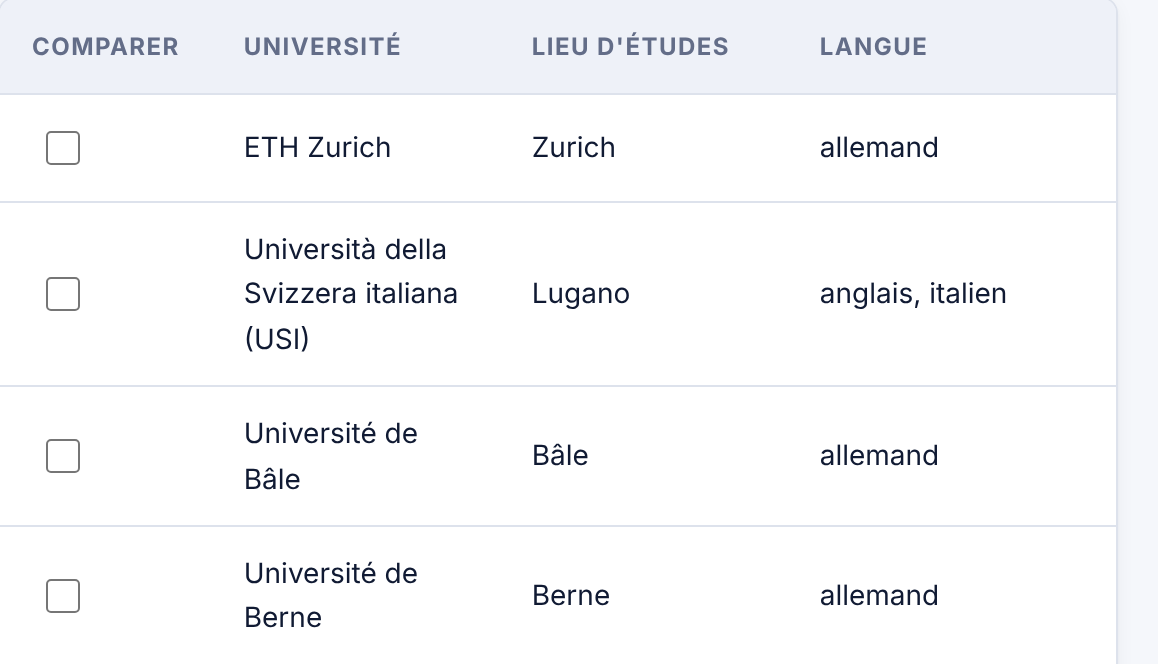 COMPARER UNIVERSITÉ LIEU D'ÉTUDES LANGUE
ETH Zurich Zurich allemand
Università della
Svizzera italiana Lugano anglais, italien
(USI)
Université de
Bâle
Bâle allemand
Université de
Berne
Berne allemand